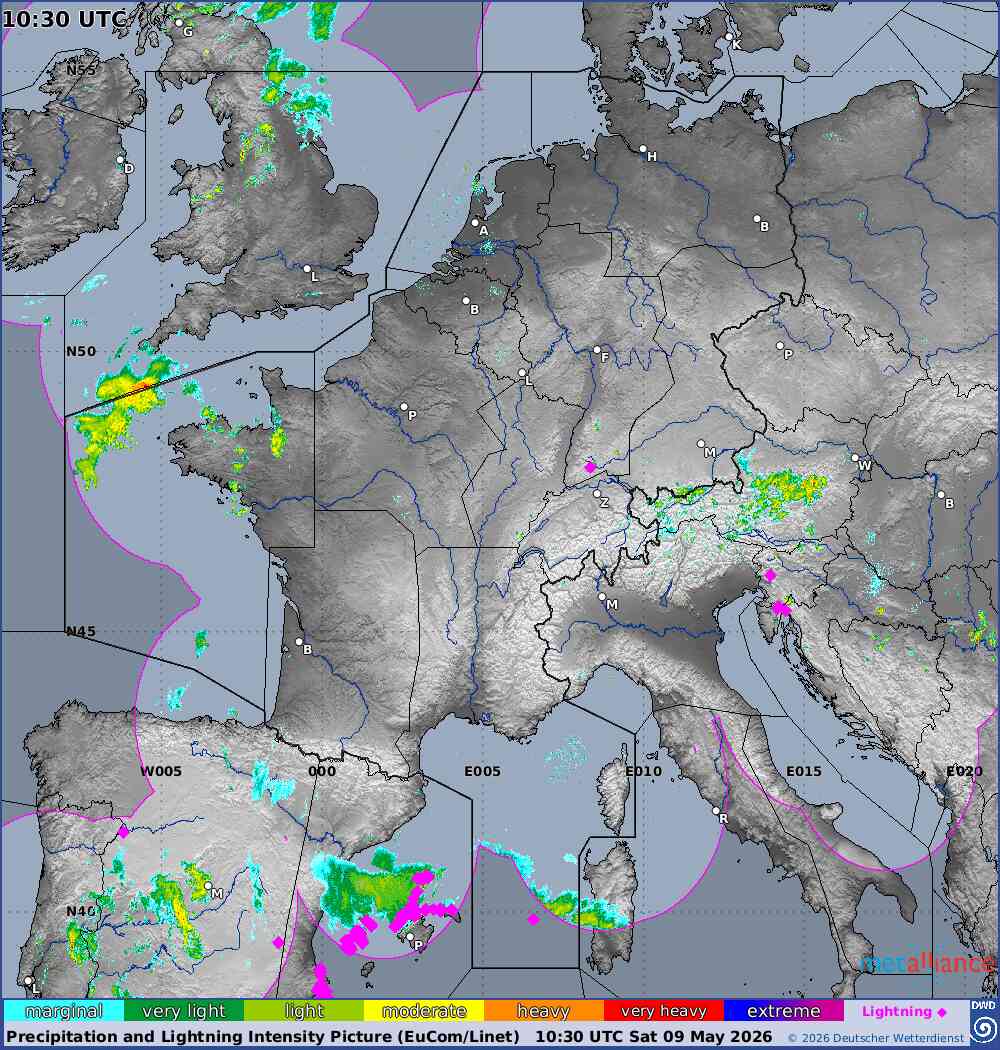 10:30 UTC
G
K
N55
D
H
A
B
L
B
N50
P
F
L
P
M
W
Z
B
M
N45
B
W005
000
E005
E010
E015
E020
R
M
N40
P
L
metalliance
marginal
very light
light
moderate
heavy
very heavy
extreme
Lightning
DWD
Precipitation and Lightning Intensity Picture (EuCom/Linet) 10:30 UTC Sat 09 May 2026 © 2026 Deutscher Wetterdienst